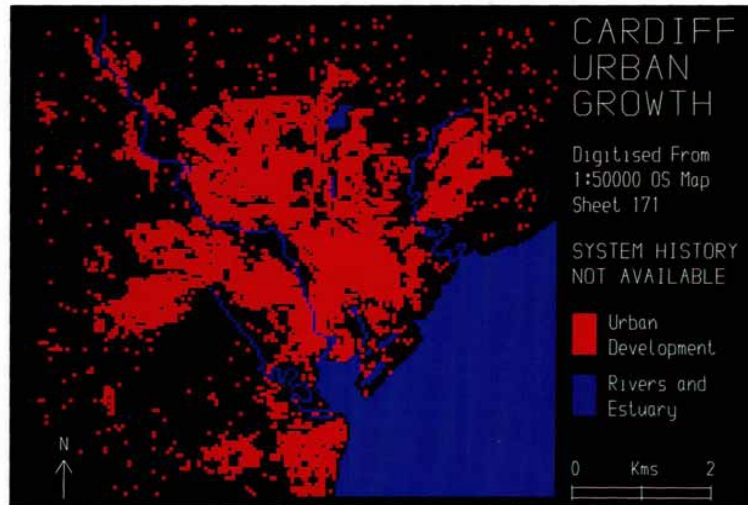 CARDIFF
URBAN
GROWTH
Digitised From
1:50000 OS Map
Sheet 171
SYSTEM HISTORY
NOT AVAILABLE
Urban
Development
Rivers and
Estuary
N
0 Kms 2